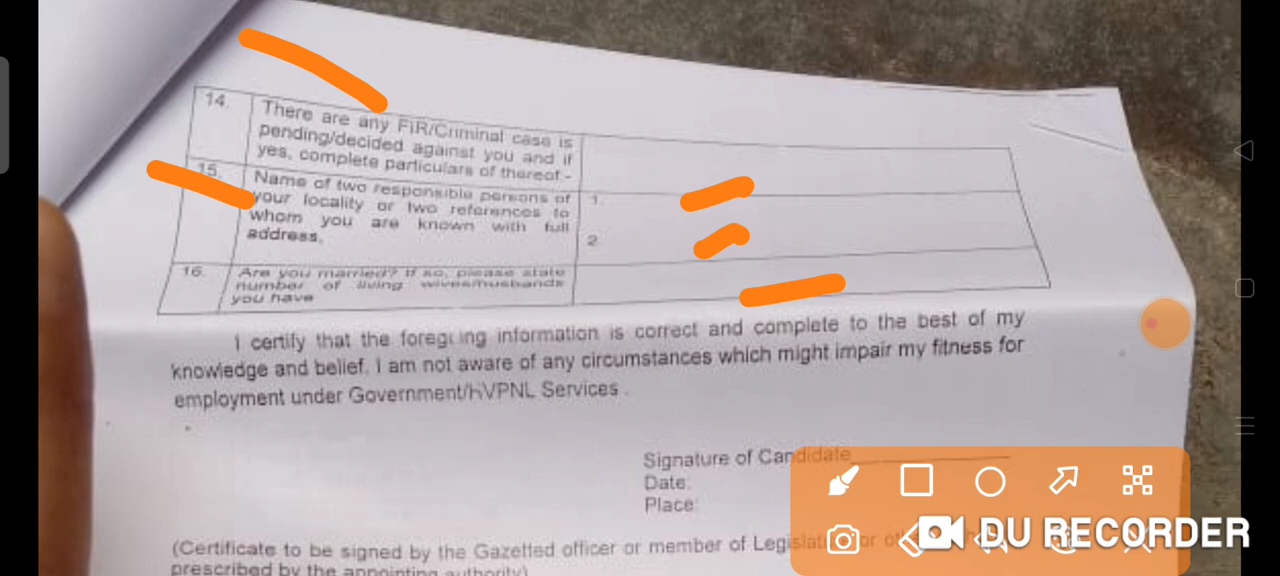 14. There are any FIR/Criminal case is
pending/decided against you and if
yes, complete particulars of thereof -
15. Name of two responsible persons of
your locality or two references to
whom you are known with full
address.
1.
2
16. Are you married? If so, please state
number of living wives/husbands
you have
I certify that the foregoing information is correct and complete to the best of my
knowledge and belief. I am not aware of any circumstances which might impair my fitness for
employment under Government/HVPNL Services .
Signature of Candidate
Date:
Place:
(Certificate to be signed by the Gazetted officer or member of
prescribed by the appointing authority)
DU RECORDER